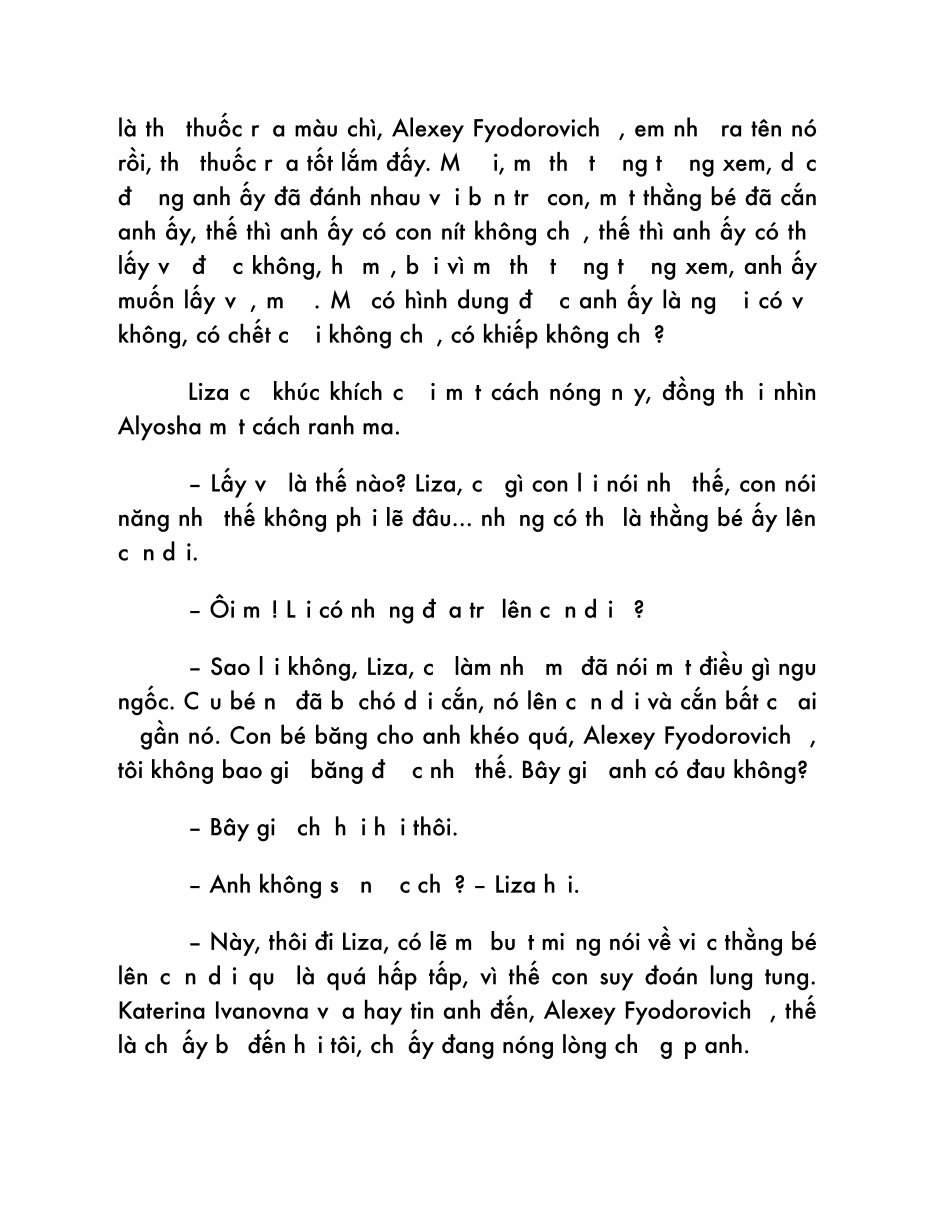 là th thuốc r a màu chì, Alexey Fyodorovich , em nh ra tên nó
rồi, th thuốc r a tốt lắm đấy. M i, m th t ng t ng xem, d c
đ ng anh ấy đã đánh nhau v i b n tr con, m t thằng bé đã cắn
anh ấy, thế thì anh ấy có con nít không ch , thế thì anh ấy có th
lấy v đ c không, h m , b i vì m th t ng t ng xem, anh ấy
muốn lấy v , m . M có hình dung đ c anh ấy là ng i có v
không, có chết c i không ch , có khiếp không ch ?
Liza c khúc khích c i m t cách nóng n y, đồng th i nhìn
Alyosha m t cách ranh ma.
– Lấy v là thế nào? Liza, c gì con l i nói nh thế, con nói
năng nh thế không ph i lẽ đâu... nh ng có th là thằng bé ấy lên
c n d i.
– Ôi m ! L i có nh ng đ a tr lên c n d i ?
– Sao l i không, Liza, c làm nh m đã nói m t điều gì ngu
ngốc. C u bé n đã b chó d i cắn, nó lên c n d i và cắn bất c ai
gần nó. Con bé băng cho anh khéo quá, Alexey Fyodorovich ,
tôi không bao gi băng đ c nh thế. Bây gi anh có đau không?
– Bây gi ch h i h i thôi.
– Anh không s n c ch ? – Liza h i.
– Này, thôi đi Liza, có lẽ m bu t mi ng nói về vi c thằng bé
lên c n d i qu là quá hấp tấp, vì thế con suy đoán lung tung.
Katerina Ivanovna v a hay tin anh đến, Alexey Fyodorovich , thế
là ch ấy b đến h i tôi, ch ấy đang nóng lòng ch g p anh.